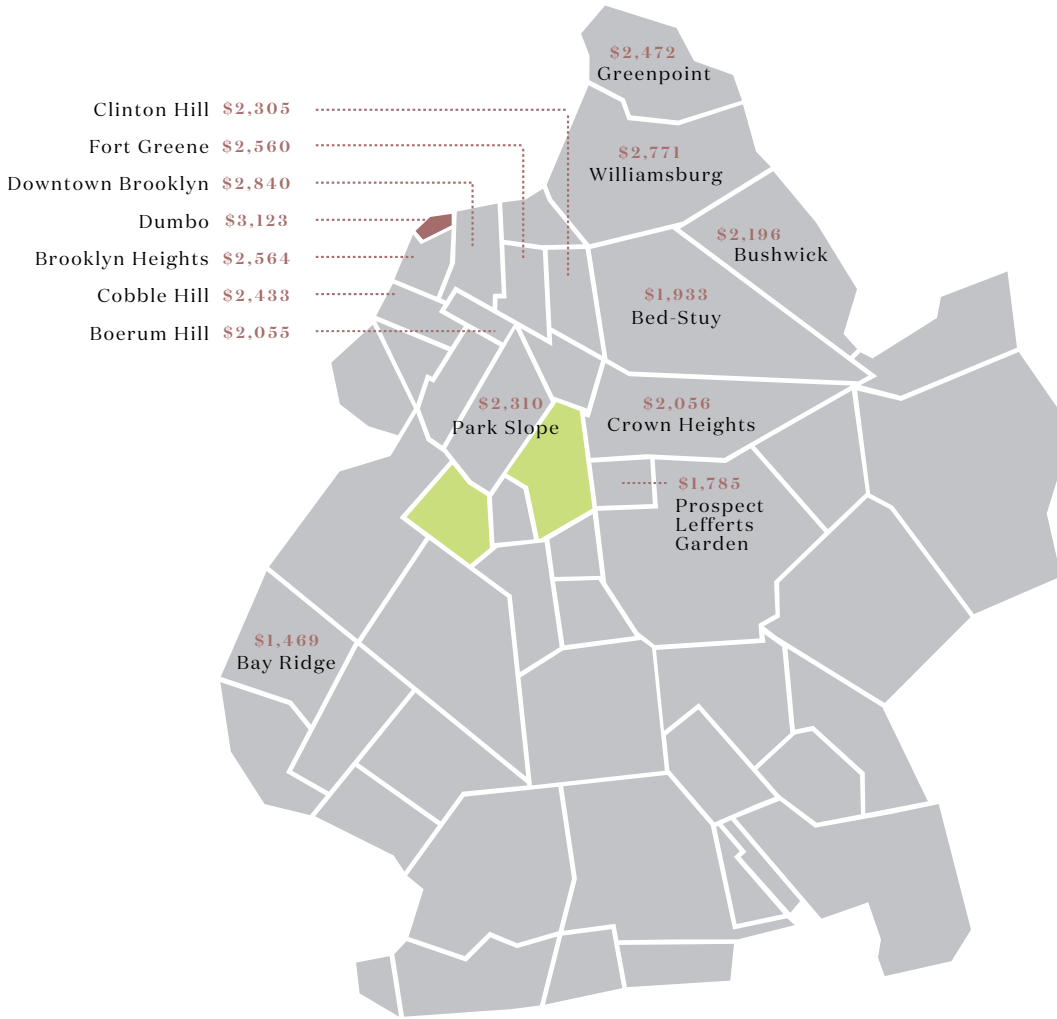 $2,472
Greenpoint
Clinton Hill $2,305
Fort Greene $2,560
Downtown Brooklyn $2,840
Dumbo $3,123
Brooklyn Heights $2,564
Cobble Hill $2,433
Boerum Hill $2,055
$2,771
Williamsburg
$2,196
Bushwick
$1,933
Bed-Stuy
$2,310
Park Slope
$2,056
Crown Heights
$1,785
Prospect
Lefferts
Garden
$1,469
Bay Ridge